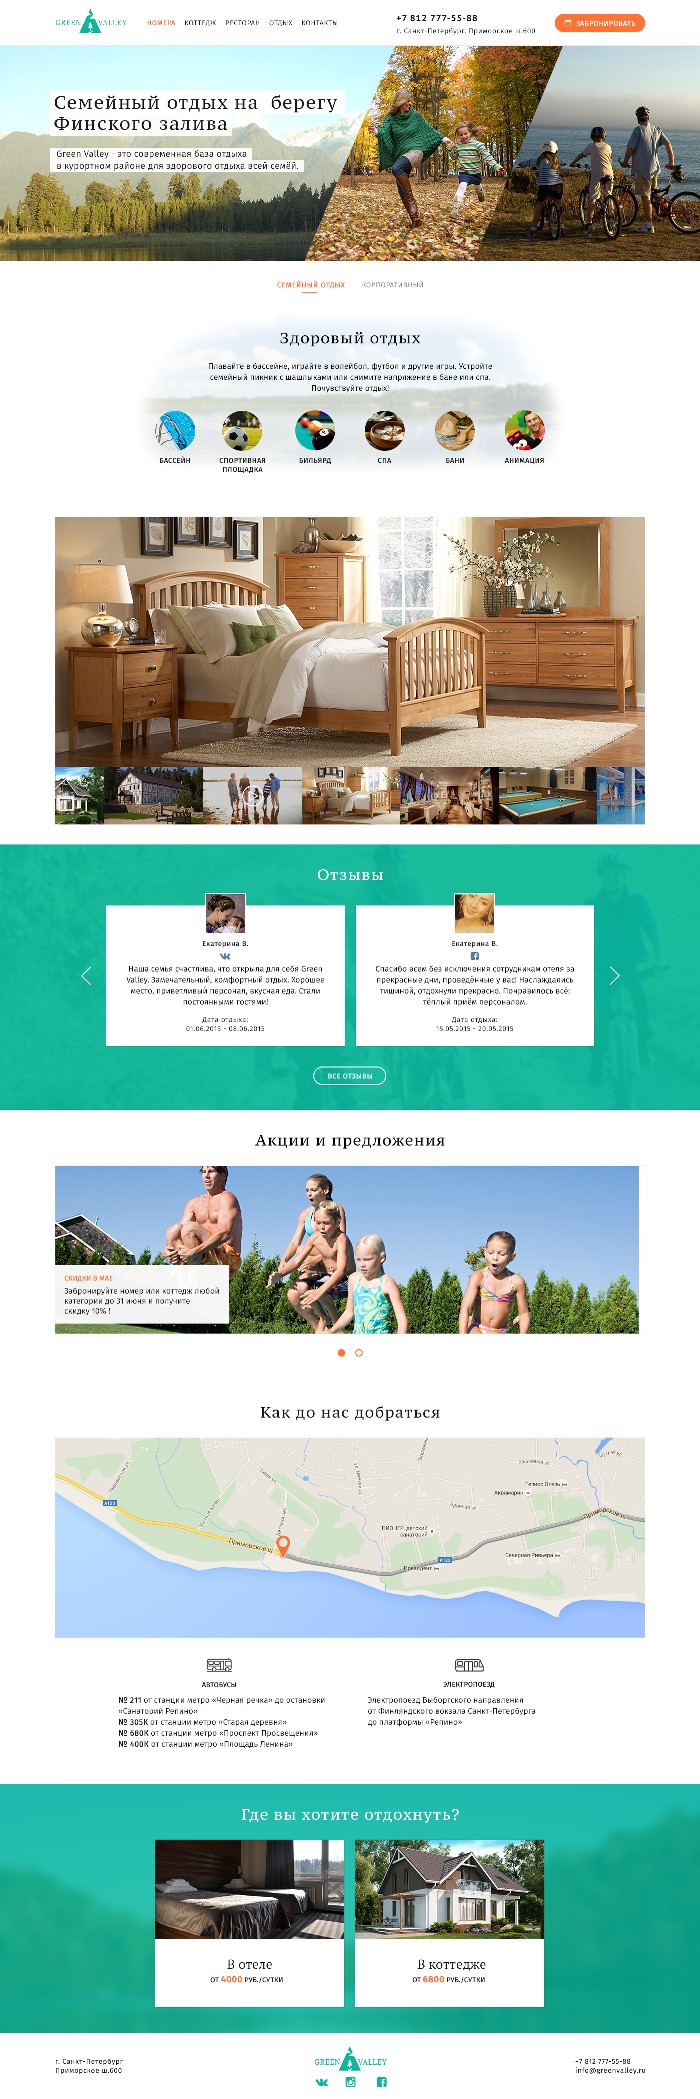 GREEN VALLEY
НОМЕРА КОТТЕДЖ РЕСТОРАН ОТДЫХ КОНТАКТЫ
+7 812 777-55-88
г. Санкт-Петербург, Приморское ш.600
ЗАБРОНИРОВАТЬ
Семейный отдых на берегу
Финского залива
Green Valley - это современная база отдыха
в курортном районе для здорового отдыха всей семёй.
СЕМЕЙНЫЙ ОТДЫХ КОРПОРАТИВНЫЙ
Здоровый отдых
Плавайте в бассейне, играйте в волейбол, футбол и другие игры. Устройте
семейный пикник с шашлыками или снимите напряжение в бане или спа.
Почувствуйте отдых!
БАССЕЙН
СПОРТИВНАЯ
ПЛОЩАДКА
БИЛЬЯРД
СПА
БАНИ
АНИМАЦИЯ
Отзывы
Екатерина В.
Наша семья счастлива, что открыла для себя Green
Valley. Замечательный, комфортный отдых. Хорошее
место, приветливый персонал, вкусная еда. Стали
постоянными гостями!
Дата отдыха:
01.06.2015 - 08.06.2015
Екатерина В.
Спасибо всем без исключения сотрудникам отеля за
прекрасные дни, проведённые у вас! Наслаждались
тишиной, отдохнули прекрасно. Понравилось всё:
тёплый приём персоналом.
Дата отдыха:
15.05.2015 - 20.05.2015
ВСЕ ОТЗЫВЫ
Акции и предложения
СКИДКИ В МАЕ
Забронируйте номер или коттедж любой
категории до 31 июня и получите
скидку 10% !
Как до нас добраться
Гелиос Отель
Аквамарин
Приморское ш.
ПИОНЕР, детский
санаторий
Приморское ш.
Северная Ривьера
Президент
АВТОБУСЫ
№ 211 от станции метро «Черная речка» до остановки
«Санаторий Репино»
№ 305К от станции метро «Старая деревня»
№ 680К от станции метро «Проспект Просвещения»
№ 400К от станции метро «Площадь Ленина»
ЭЛЕКТРОПОЕЗД
Электропоезд Выборгского направления
от Финляндского вокзала Санкт-Петербурга
до платформы «Репино»
Где вы хотите отдохнуть?
В отеле
ОТ 4000 РУБ./СУТКИ
В коттедже
ОТ 6800 РУБ./СУТКИ
г. Санкт-Петербург
Приморское ш.600
GREEN VALLEY
+7 812 777-55-88
info@greenvalley.ru